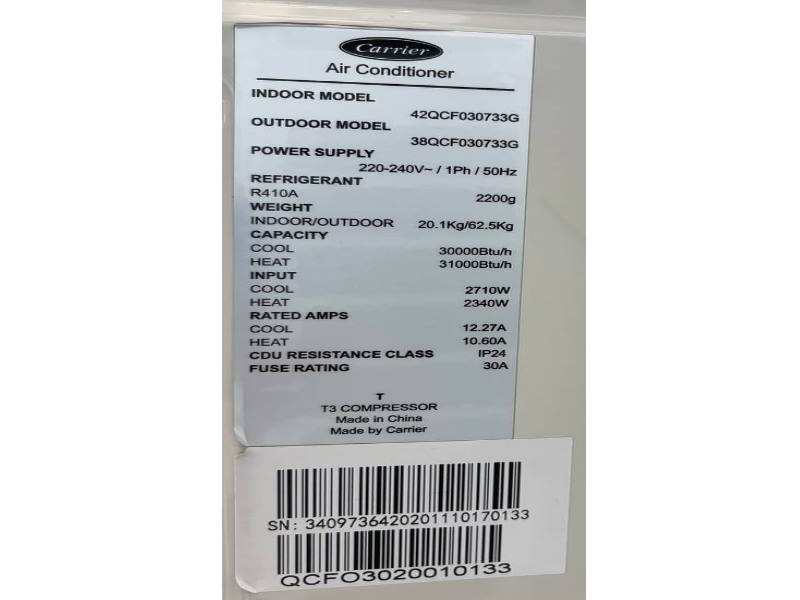 Carrier
Air Conditioner
INDOOR MODEL
42QCF030733G
OUTDOOR MODEL
38QCF030733G
POWER SUPPLY
220-240V~ / 1Ph / 50Hz
REFRIGERANT
R410A 2200g
WEIGHT
INDOOR/OUTDOOR 20.1Kg/62.5Kg
CAPACITY
COOL 30000Btu/h
HEAT 31000Btu/h
INPUT
COOL 2710W
HEAT 2340W
RATED AMPS
COOL 12.27A
HEAT 10.60A
CDU RESISTANCE CLASS IP24
FUSE RATING 30A
T
T3 COMPRESSOR
Made in China
Made by Carrier
SN: 3409736420201110170133
QCFO3020010133